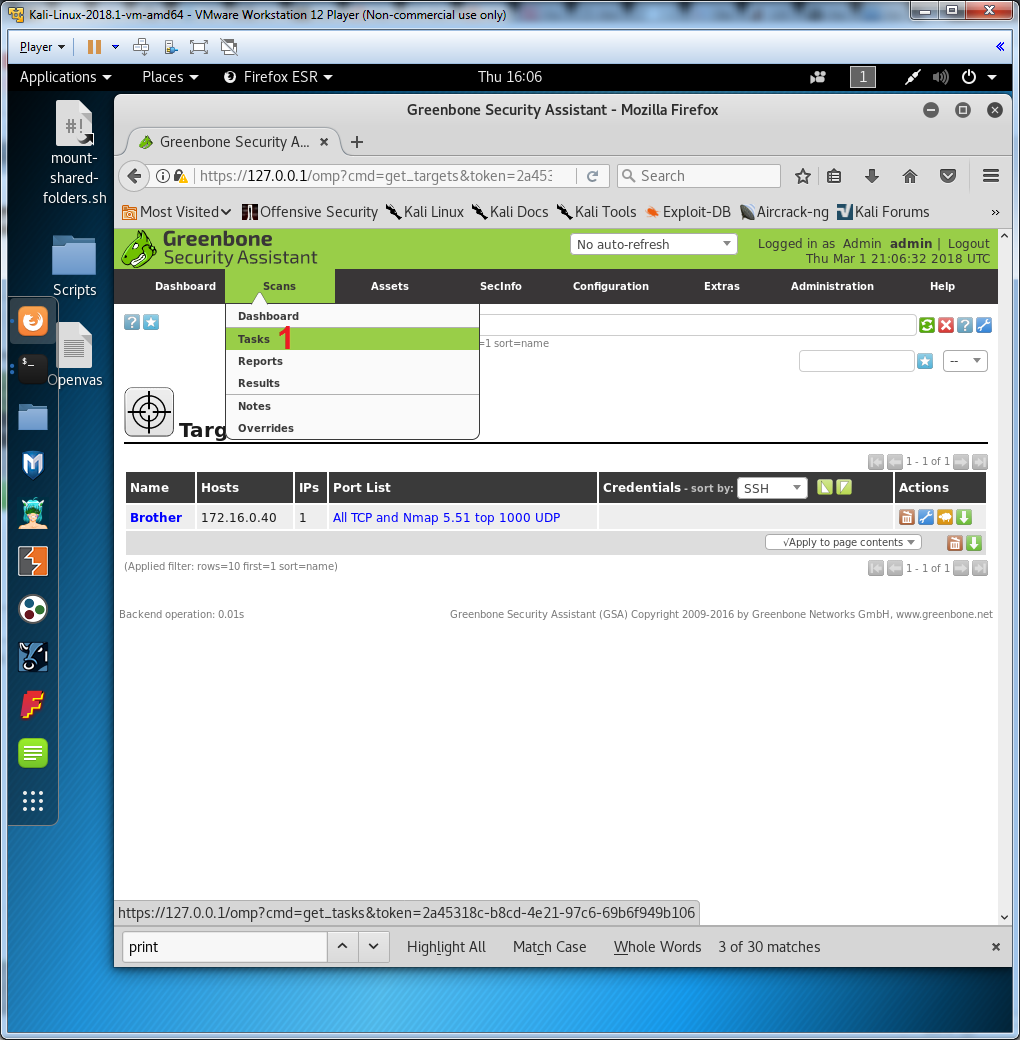 Kali-Linux-2018.1-vm-amd64 - VMware Workstation 12 Player (Non-commercial use only)
Player
Applications Places Firefox ESR Thu 16:06 1
#!
mount-
shared-
folders.sh
Scripts
Openvas
Greenbone Security Assistant - Mozilla Firefox
Greenbone Security A...
https://127.0.0.1/omp?cmd=get_targets&token=2a453 Search
Most Visited Offensive Security Kali Linux Kali Docs Kali Tools Exploit-DB Aircrack-ng Kali Forums »
Greenbone
Security Assistant
No auto-refresh
Logged in as Admin admin | Logout
Thu Mar 1 21:06:32 2018 UTC
Dashboard Scans Assets SecInfo Configuration Extras Administration Help
Dashboard
Tasks 1
Reports
Results
Notes
Overrides
=1 sort=name
--
Targ
1 - 1 of 1
Name Hosts IPs Port List Credentials - sort by: SSH Actions
Brother 172.16.0.40 1 All TCP and Nmap 5.51 top 1000 UDP
√Apply to page contents
(Applied filter: rows=10 first=1 sort=name) 1 - 1 of 1
Backend operation: 0.01s Greenbone Security Assistant (GSA) Copyright 2009-2016 by Greenbone Networks GmbH, www.greenbone.net
https://127.0.0.1/omp?cmd=get_tasks&token=2a45318c-b8cd-4e21-97c6-69b6f949b106
print Highlight All Match Case Whole Words 3 of 30 matches